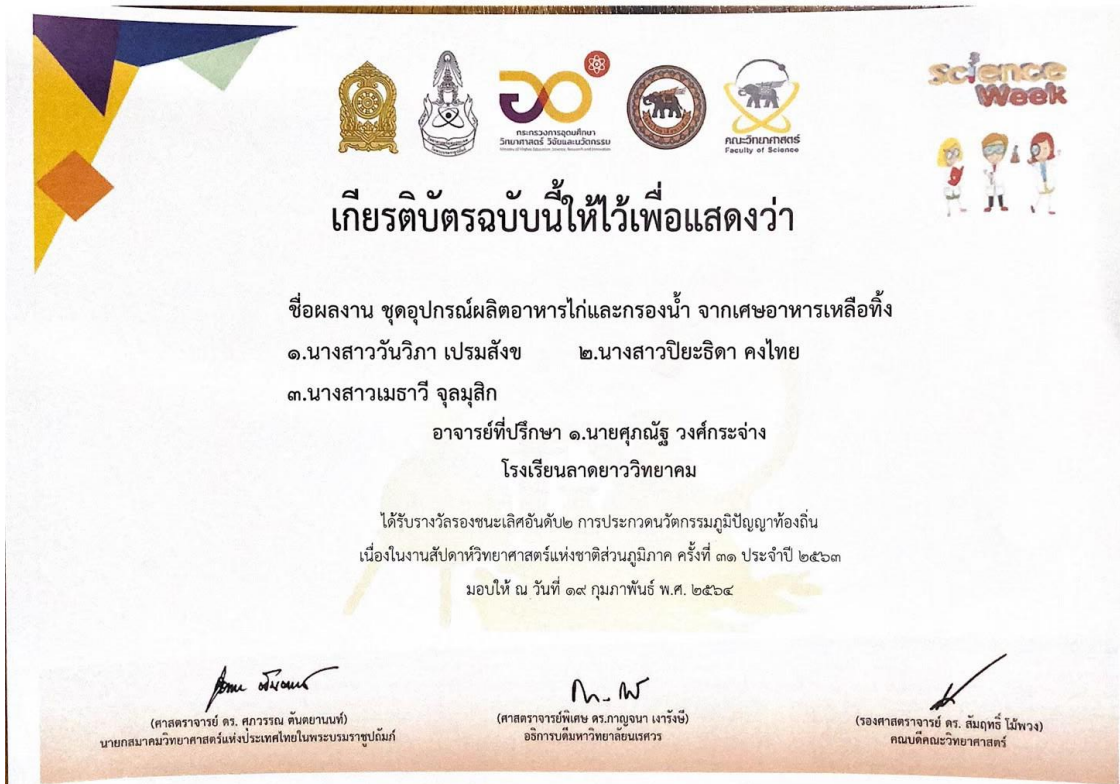 Science
Week
กระทรวงการอุดมศึกษา
วิทยาศาสตร์ วิจัยและนวัตกรรม
Ministry of Higher Education, Science, Research and Innovation
คณะวิทยาศาสตร์
Faculty of Science
เกียรติบัตรฉบับนี้ให้ไว้เพื่อแสดงว่า
ชื่อผลงาน ชุดอุปกรณ์ผลิตอาหารไก่และกรองน้ำ จากเศษอาหารเหลือทิ้ง
๑.นางสาววันวิภา เปรมสังข ๒.นางสาวปิยะธิดา คงไทย
๓.นางสาวเมธาวี จุลมุสิก
อาจารย์ที่ปรึกษา ๑.นายศุภณัฐ วงศ์กระจ่าง
โรงเรียนลาดยาววิทยาคม
ได้รับรางวัลรองชนะเลิศอันดับ๒ การประกวดนวัตกรรมภูมิปัญญาท้องถิ่น
เนื่องในงานสัปดาห์วิทยาศาสตร์แห่งชาติส่วนภูมิภาค ครั้งที่ ๓๑ ประจำปี ๒๕๖๓
มอบให้ ณ วันที่ ๑๙ กุมภาพันธ์ พ.ศ. ๒๕๖๔
(ศาสตราจารย์ ดร. ศภวรรณ ตันตยานนท์)
นายกสมาคมวิทยาศาสตร์แห่งประเทศไทยในพระบรมราชูปถัมภ์
(ศาสตราจารย์พิเศษ ดร.กาญจนา เงารังษี)
อธิการบดีมหาวิทยาลัยนเรศวร
(รองศาสตราจารย์ ดร. สัมฤทธิ์ โม้พวง)
คณบดีคณะวิทยาศาสตร์